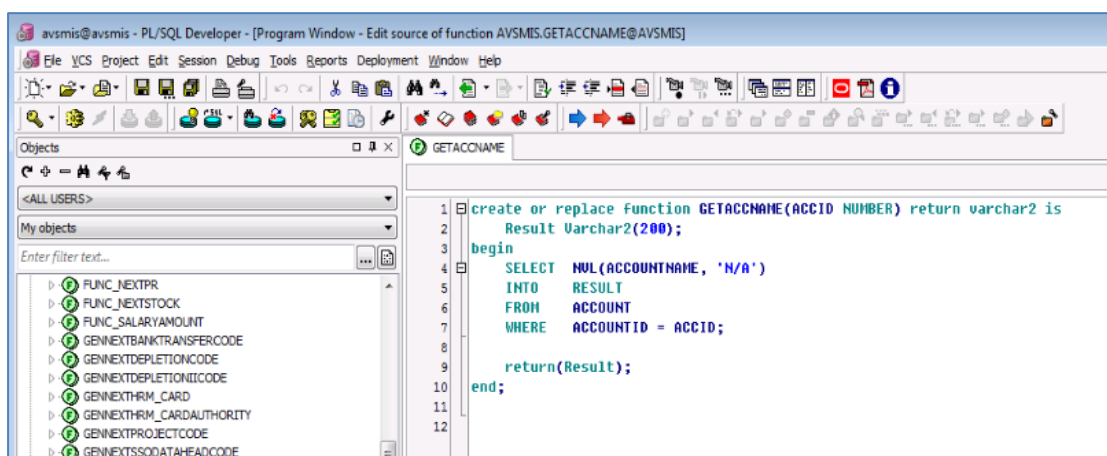 avsmis@avsmis - PL/SQL Developer - [Program Window - Edit source of function AVSMIS.GETACCNAME@AVSMIS]
File VCS Project Edit Session Debug Tools Reports Deployment Window Help
Objects
GETACCNAME
<ALL USERS>
My objects
Enter filter text...
...
FUNC_NEXTPR
FUNC_NEXTSTOCK
FUNC_SALARYAMOUNT
GENNEXTBANKTRANSFERCODE
GENNEXTDEPLETIONCODE
GENNEXTDEPLETIONIICODE
GENNEXTHRM_CARD
GENNEXTHRM_CARDAUTHORITY
GENNEXTPROJECTCODE
GENNEXTSSODATAHEADCODE
1 create or replace function GETACCNAME(ACCID NUMBER) return varchar2 is
2 Result Varchar2(200);
3 begin
4 SELECT NVL(ACCOUNTNAME, 'N/A')
5 INTO RESULT
6 FROM ACCOUNT
7 WHERE ACCOUNTID = ACCID;
8
9 return(Result);
10 end;
11
12